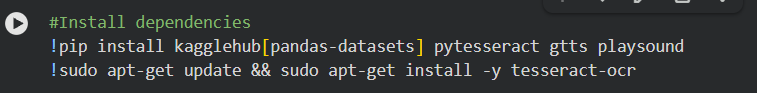 #Install dependencies
!pip install kagglehub[pandas-datasets] pytesseract gtts playsound
!sudo apt-get update && sudo apt-get install -y tesseract-ocr